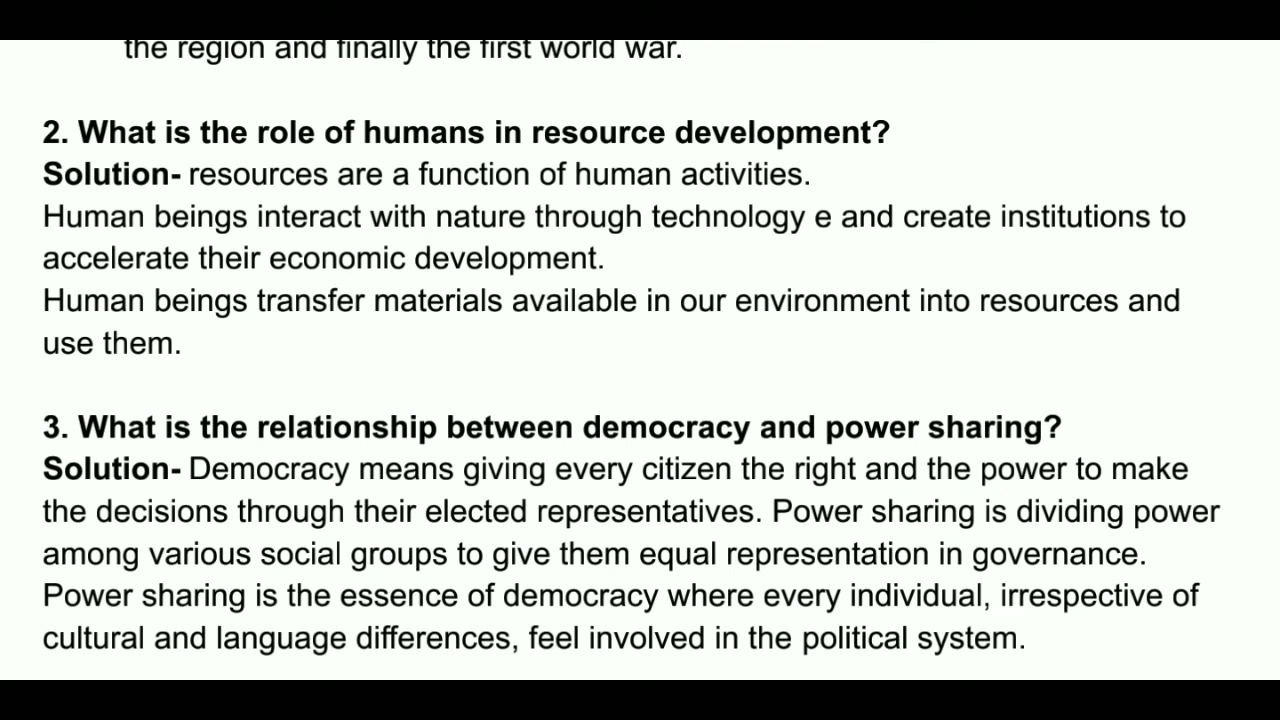 the region and finally the first world war.
2. What is the role of humans in resource development?
Solution- resources are a function of human activities.
Human beings interact with nature through technology e and create institutions to
accelerate their economic development.
Human beings transfer materials available in our environment into resources and
use them.
3. What is the relationship between democracy and power sharing?
Solution- Democracy means giving every citizen the right and the power to make
the decisions through their elected representatives. Power sharing is dividing power
among various social groups to give them equal representation in governance.
Power sharing is the essence of democracy where every individual, irrespective of
cultural and language differences, feel involved in the political system.